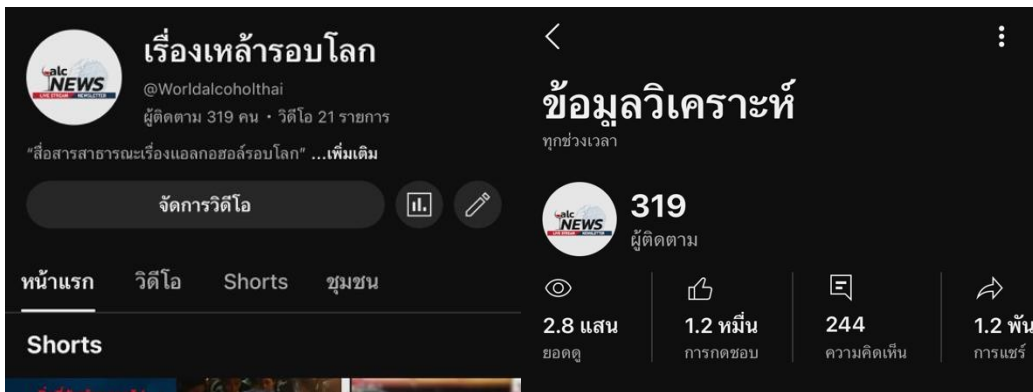 เรื่องเหล้ารอบโลก
@Worldalcoholthai
ผู้ติดตาม 319 คน • วิดีโอ 21 รายการ
"สื่อสารสาธารณะเรื่องแอลกอฮอล์รอบโลก" ...เพิ่มเติม
จัดการวิดีโอ
หน้าแรก วิดีโอ Shorts ชุมชน
Shorts
alc
NEWS
LIVE STREAM NEWSLETTER
ข้อมูลวิเคราะห์
ทุกช่วงเวลา
alc
NEWS
319
ผู้ติดตาม
2.8 แสน 1.2 หมื่น 244 1.2 พัน
ยอดดู การกดชอบ ความคิดเห็น การแชร์